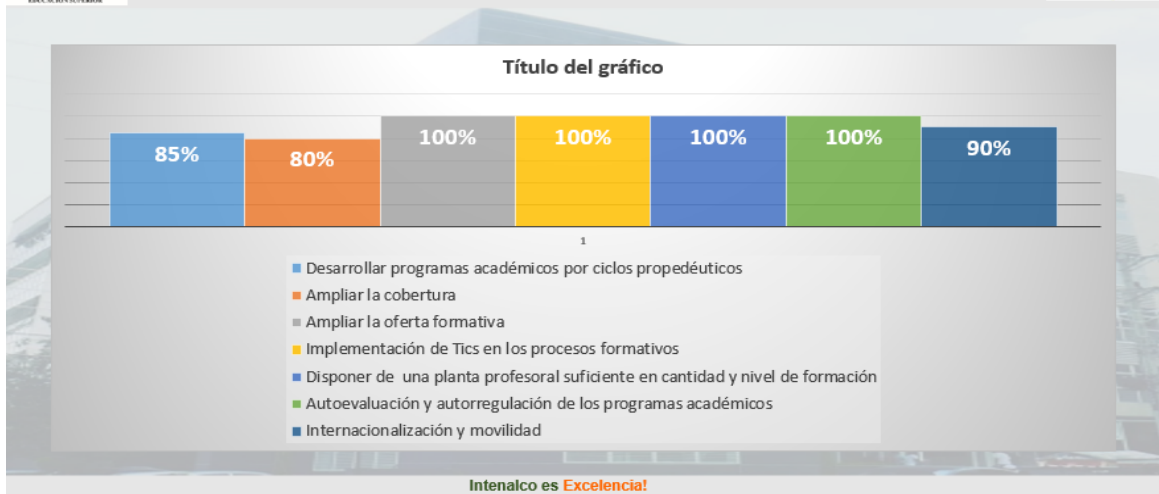 EDUCACIÓN SUPERIOR
Título del gráfico
85%
80%
100%
100%
100%
100%
90%
1
Desarrollar programas académicos por ciclos propedéuticos
Ampliar la cobertura
Ampliar la oferta formativa
Implementación de Tics en los procesos formativos
Disponer de una planta profesoral suficiente en cantidad y nivel de formación
Autoevaluación y autorregulación de los programas académicos
Internacionalización y movilidad
Intenalco es Excelencia!